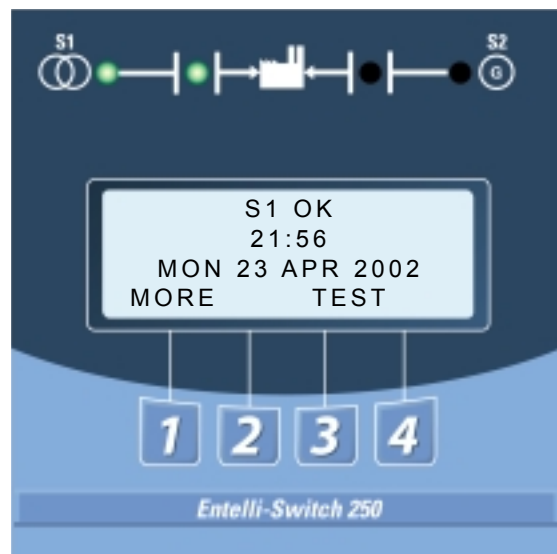 S1 S2
G
S1 OK
21:56
MON 23 APR 2002
MORE TEST
1 2 3 4
Entelli-Switch 250